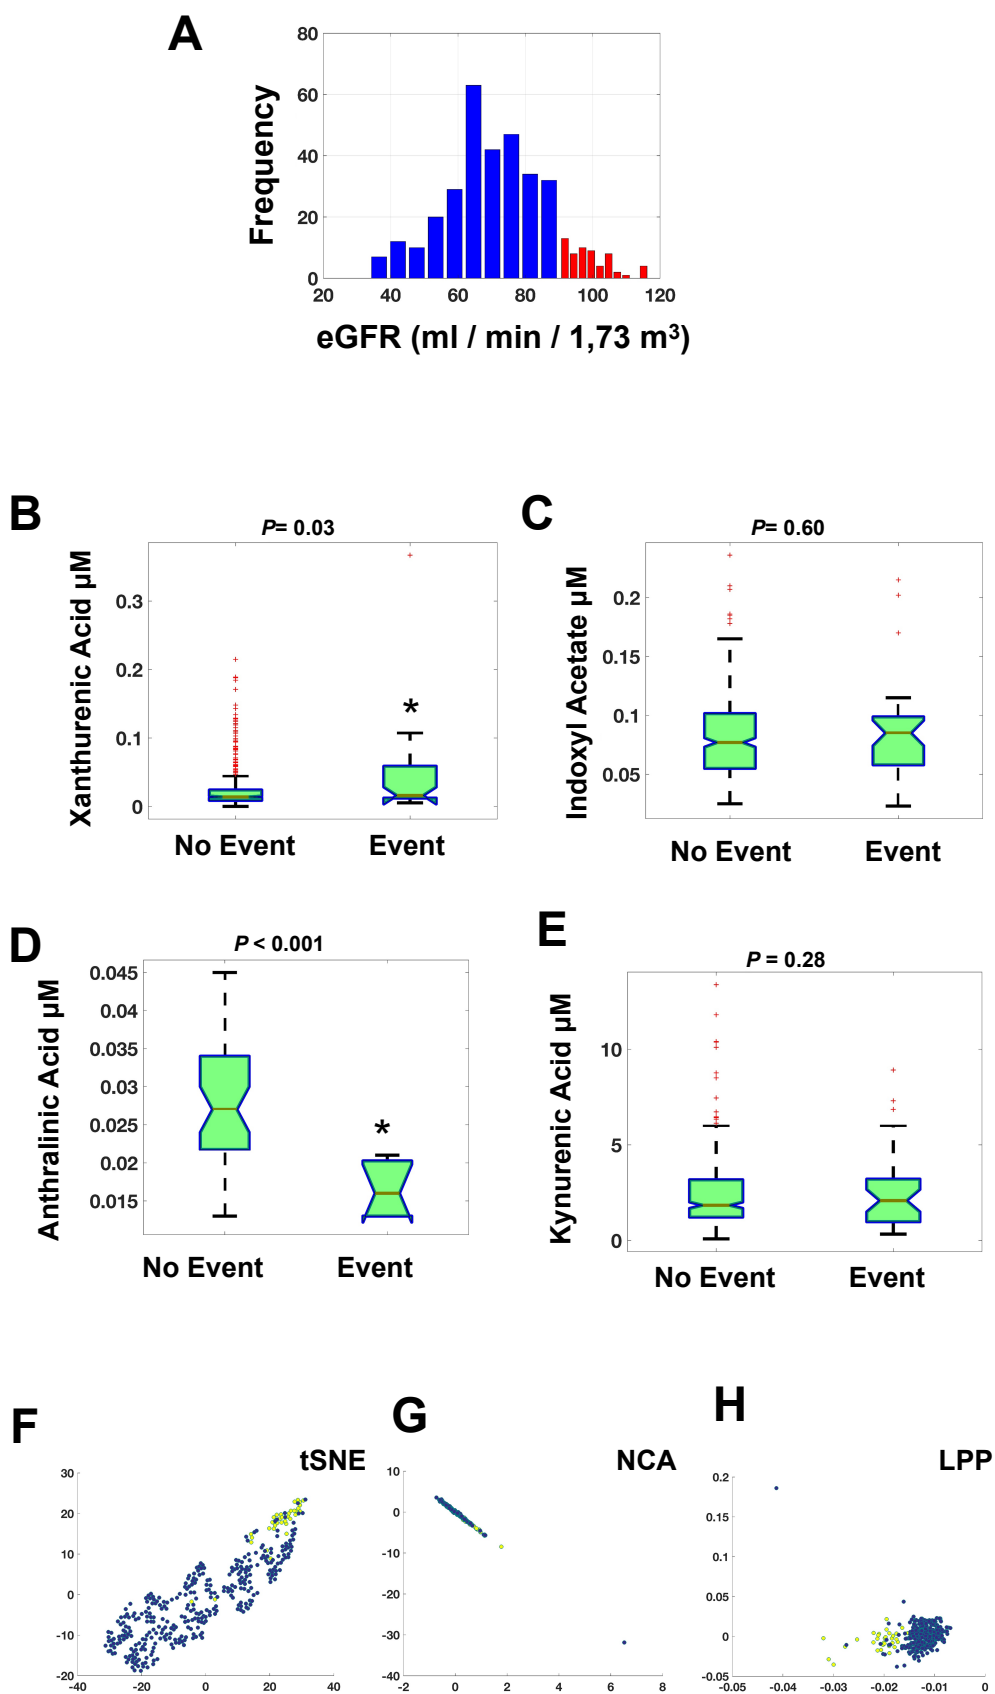 A
80
60
40
20
0
Frequency
20 40 60 80 100 120
eGFR (ml / min / 1,73 m³)
B
P= 0.03
Xanthurenic Acid µM
0.3
0.2
0.1
0
*
No Event Event
C
P= 0.60
Indoxyl Acetate µM
0.2
0.15
0.1
0.05
No Event Event
D
P < 0.001
Anthralinic Acid µM
0.045
0.04
0.035
0.03
0.025
0.02
0.015
*
No Event Event
E
P = 0.28
Kynurenic Acid µM
10
5
0
No Event Event
F
tSNE
30
20
10
0
-10
-20
-40 -20 0 20 40
G
NCA
10
0
-10
-20
-30
-40
-2 0 2 4 6 8
H
LPP
0.2
0.15
0.1
0.05
0
-0.05
-0.05 -0.04 -0.03 -0.02 -0.01 0